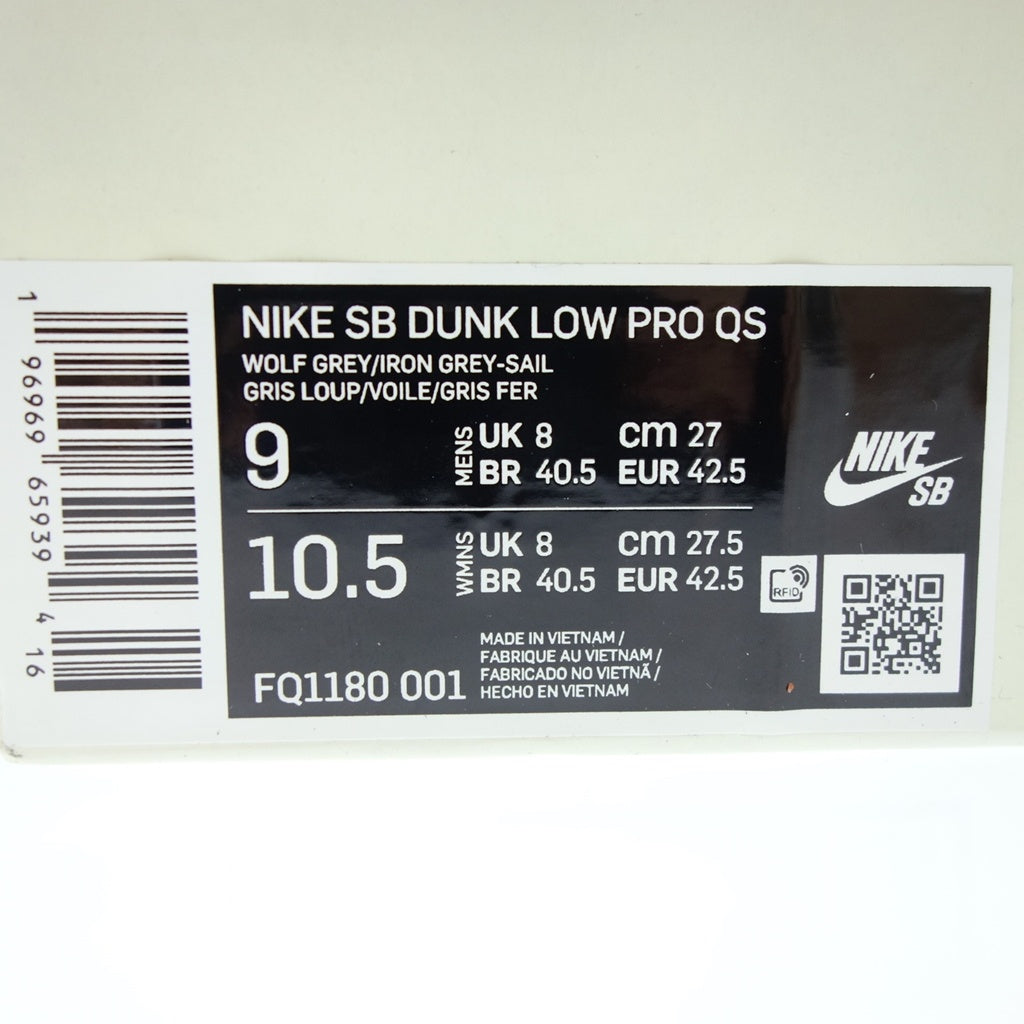 NIKE SB DUNK LOW PRO QS
WOLF GREY/IRON GREY-SAIL
GRIS LOUP/VOILE/GRIS FER
9 MENS UK 8 cm 27
BR 40.5 EUR 42.5
10.5 WMNS UK 8 cm 27.5
BR 40.5 EUR 42.5
MADE IN VIETNAM /
FABRIQUE AU VIETNAM /
FABRICADO NO VIETNÃ /
HECHO EN VIETNAM
FQ1180 001
NIKE
SB
RFID
1 96969 65939 4 16